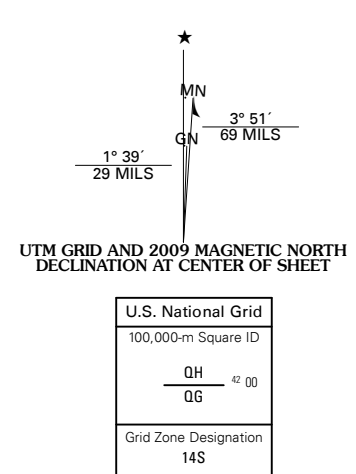 ★
MN
3° 51´
69 MILS
GN
1° 39´
29 MILS
UTM GRID AND 2009 MAGNETIC NORTH
DECLINATION AT CENTER OF SHEET
U.S. National Grid
100,000-m Square ID
QH
42 00
QG
Grid Zone Designation
14S